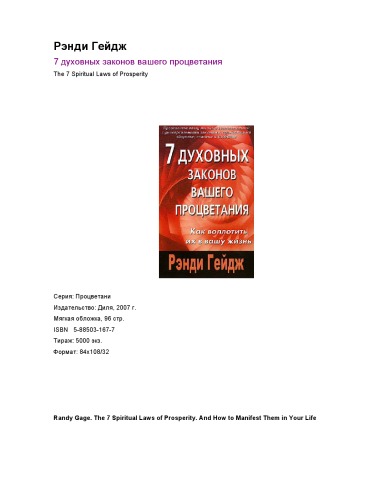 Рэнди Гейдж
7 духовных законов вашего процветания
The 7 Spiritual Laws of Prosperity
7 ДУХОВНЫХ
ЗАКОНОВ
ВАШЕГО
ПРОЦВЕТАНИЯ
Как воплотить
их в вашу жизнь
Рэнди Гейдж
Серия: Процветани
Издательство: Диля, 2007 г.
Мягкая обложка, 96 стр.
ISBN 5-88503-167-7
Тираж: 5000 экз.
Формат: 84x108/32
Randy Gage. The 7 Spiritual Laws of Prosperity. And How to Manifest Them in Your Life